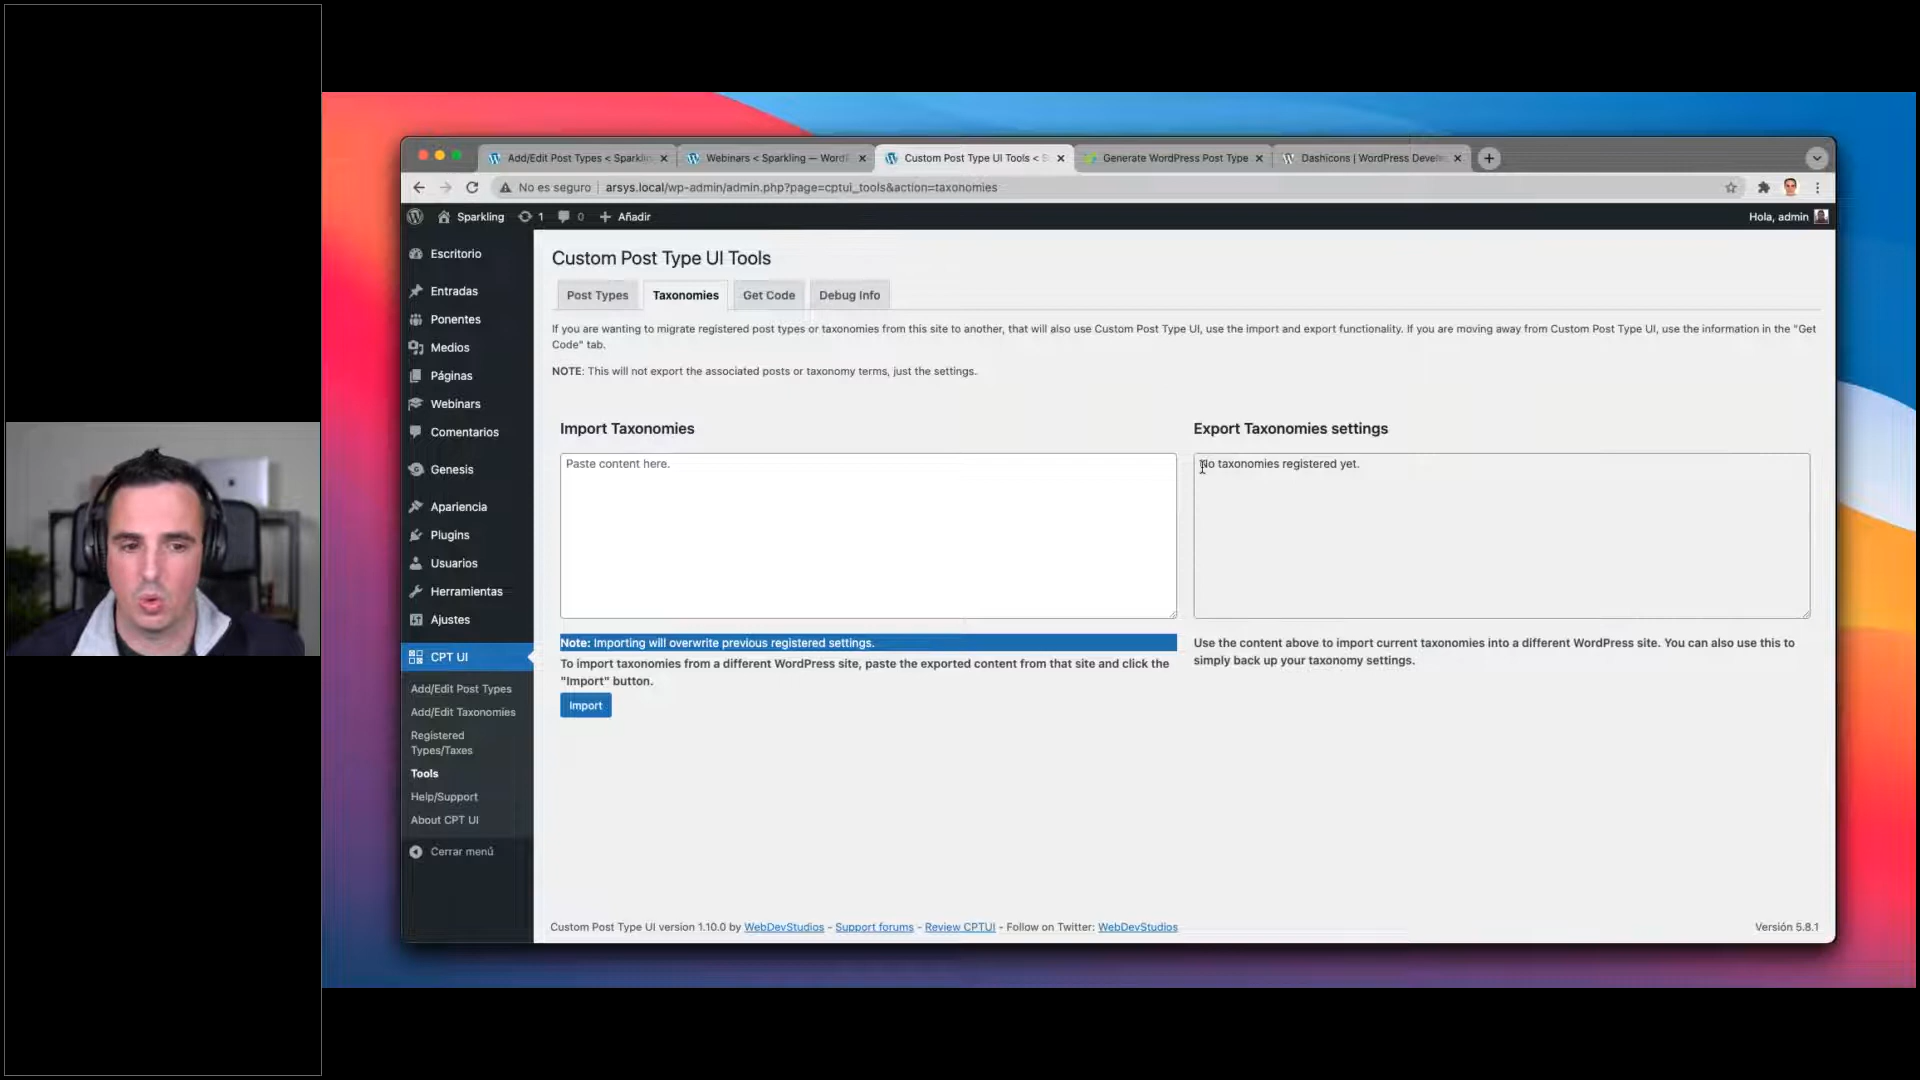 Add/Edit Post Types < Sparklin
Webinars < Sparkling — WordP
Custom Post Type UI Tools < S
Generate WordPress Post Type
Dashicons | WordPress Develo
No es seguro
arsys.local/wp-admin/admin.php?page=cptui_tools&action=taxonomies
Sparkling
1
0
Añadir
Hola, admin
Escritorio
Entradas
Ponentes
Medios
Páginas
Webinars
Comentarios
Genesis
Apariencia
Plugins
Usuarios
Herramientas
Ajustes
CPT UI
Add/Edit Post Types
Add/Edit Taxonomies
Registered
Types/Taxes
Tools
Help/Support
About CPT UI
Cerrar menú
Custom Post Type UI Tools
Post Types
Taxonomies
Get Code
Debug Info
If you are wanting to migrate registered post types or taxonomies from this site to another, that will also use Custom Post Type UI, use the import and export functionality. If you are moving away from Custom Post Type UI, use the information in the "Get
Code" tab.
NOTE: This will not export the associated posts or taxonomy terms, just the settings.
Import Taxonomies
Paste content here.
Note: Importing will overwrite previous registered settings.
To import taxonomies from a different WordPress site, paste the exported content from that site and click the
"Import" button.
Import
Export Taxonomies settings
No taxonomies registered yet.
Use the content above to import current taxonomies into a different WordPress site. You can also use this to
simply back up your taxonomy settings.
Custom Post Type UI version 1.10.0 by WebDevStudios - Support forums - Review CPTUI - Follow on Twitter: WebDevStudios
Versión 5.8.1